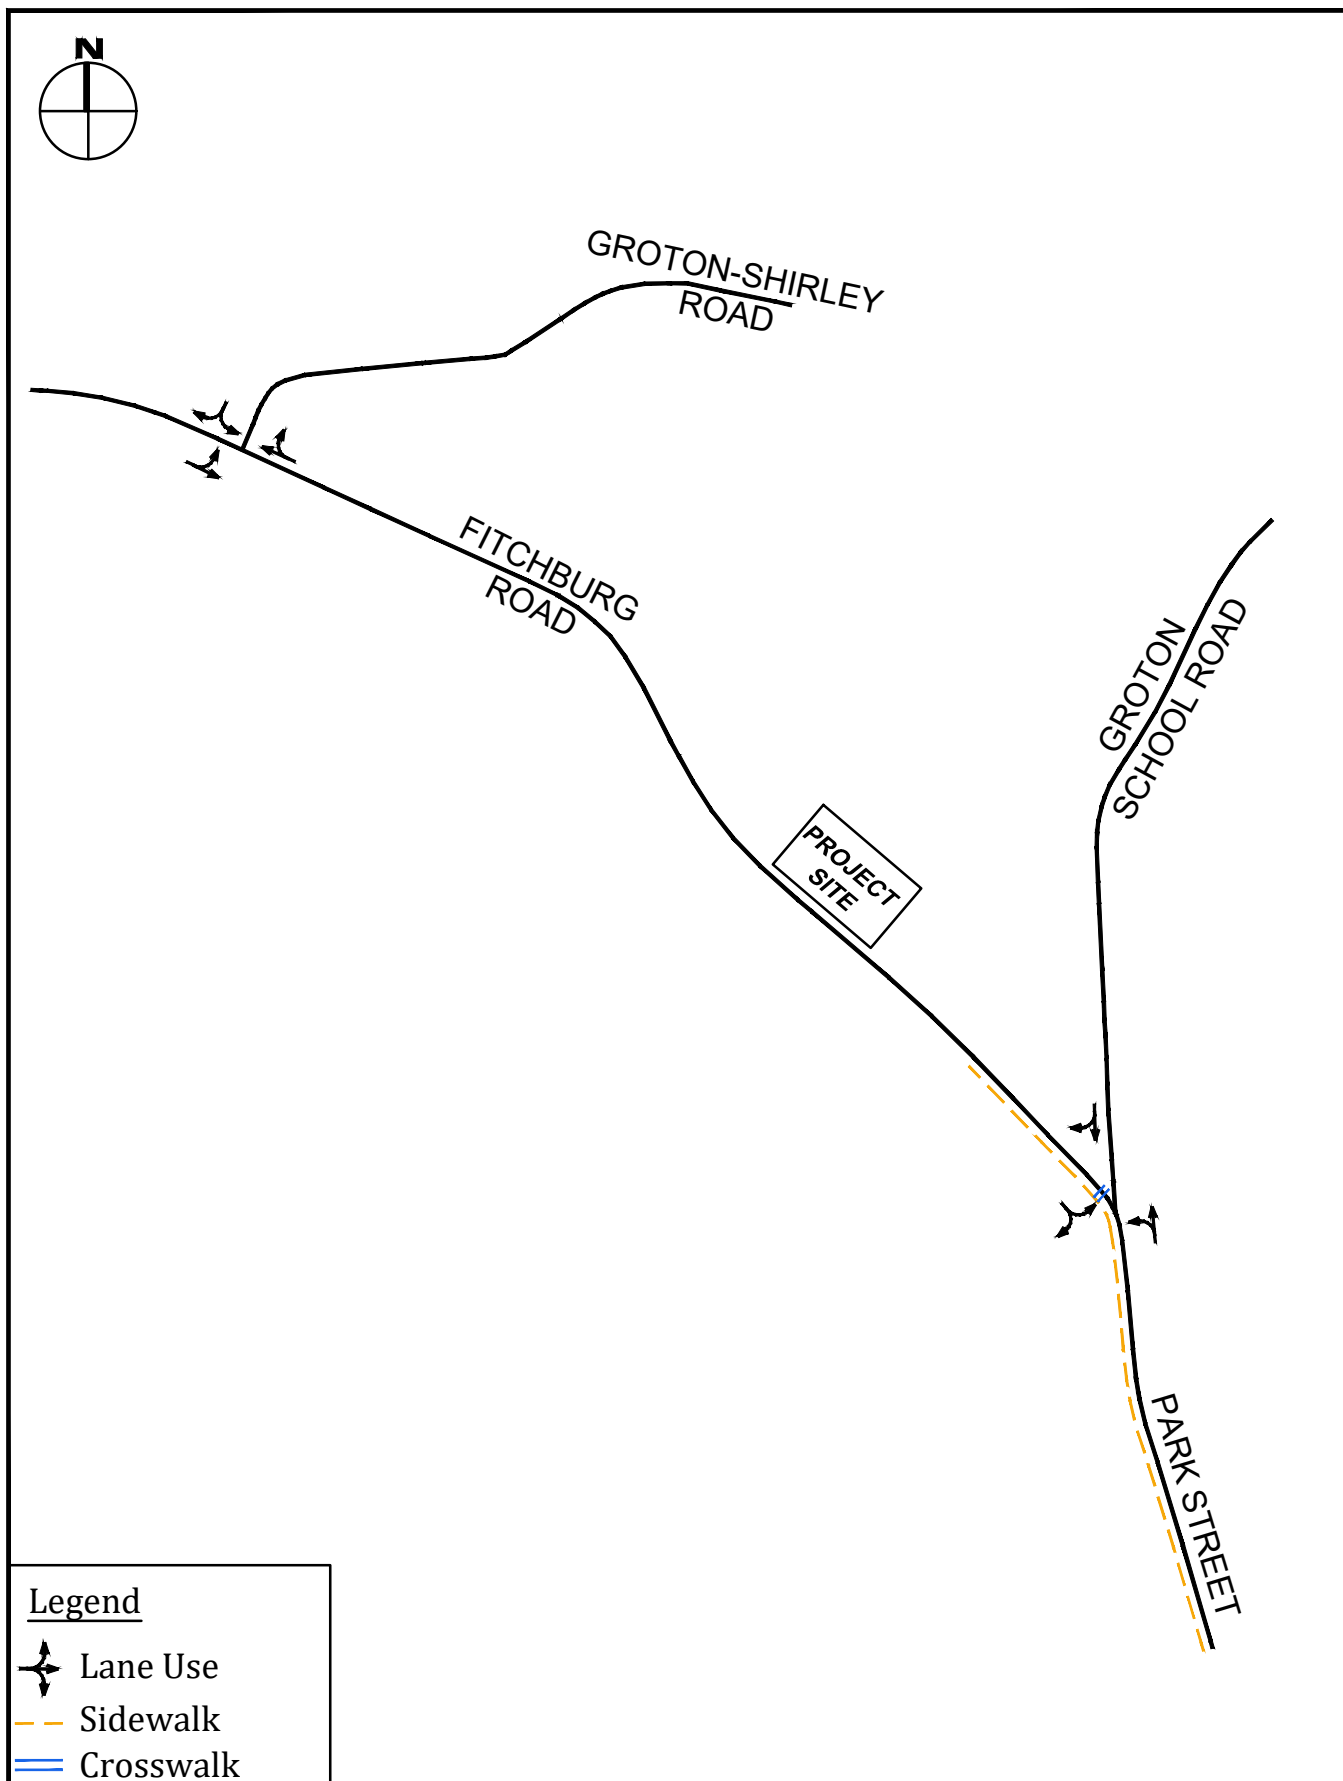 N
GROTON-SHIRLEY
ROAD
FITCHBURG
ROAD
GROTON
SCHOOL ROAD
PROJECT
SITE
PARK STREET
Legend
Lane Use
Sidewalk
Crosswalk